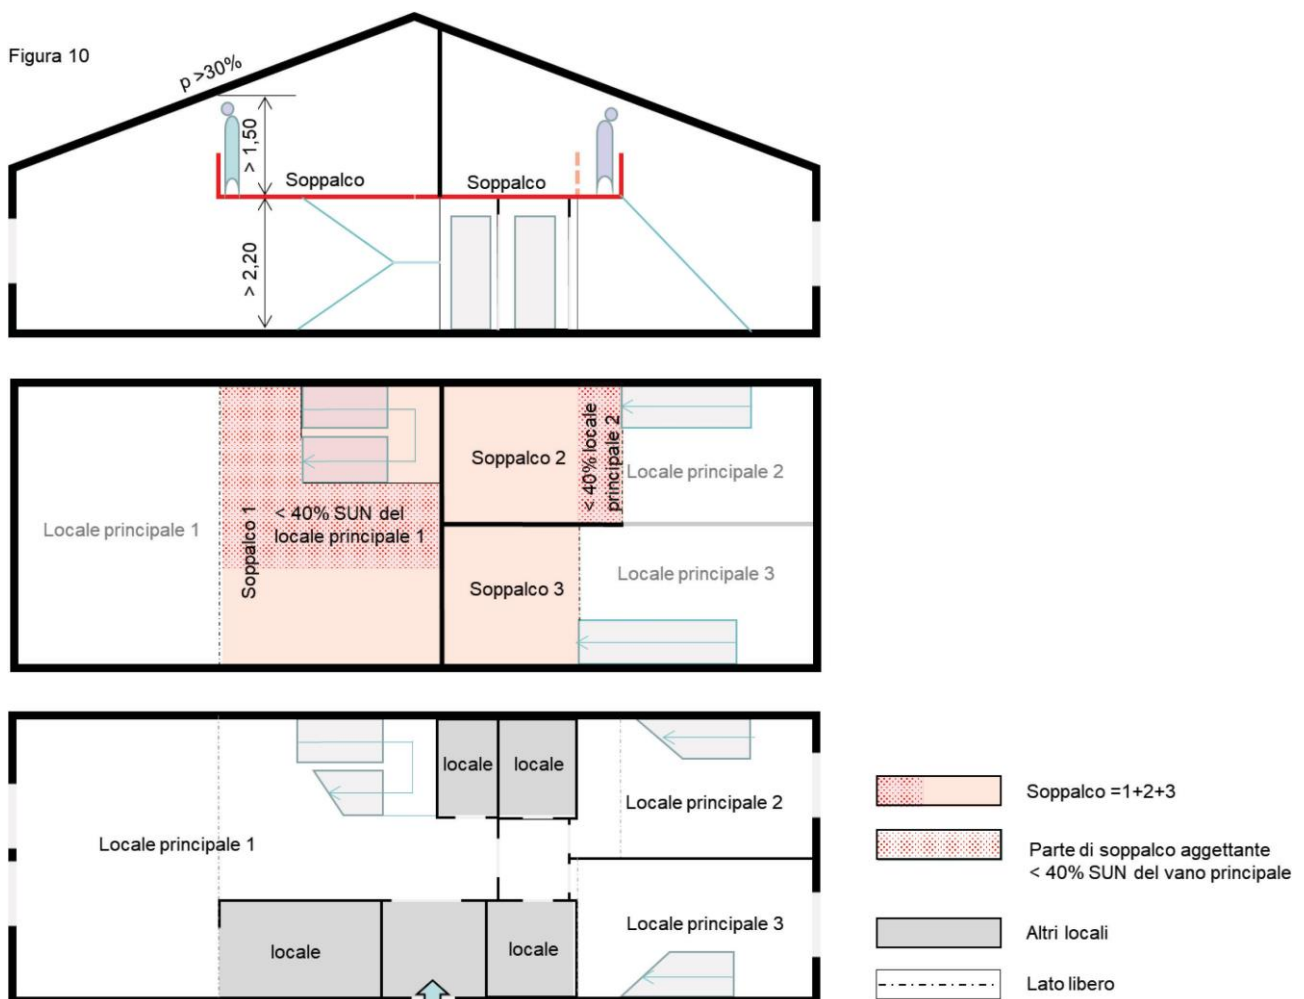 Figura 10
p >30%
> 1,50
Soppalco
Soppalco
> 2,20
Locale principale 1
Soppalco 1
< 40% SUN del
locale principale 1
Soppalco 2
< 40% locale
principale 2
Locale principale 2
Soppalco 3
Locale principale 3
locale
locale
Locale principale 1
Locale principale 2
locale
locale
Locale principale 3
Soppalco =1+2+3
Parte di soppalco aggettante
< 40% SUN del vano principale
Altri locali
Lato libero